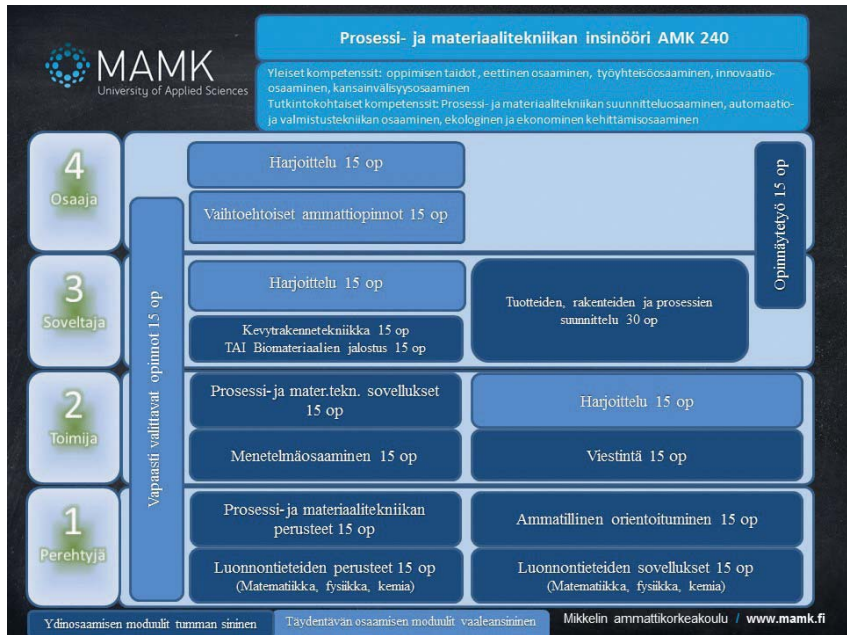 MAMK
University of Applied Sciences
Prosessi- ja materiaalitekniikan insinööri AMK 240
Yleiset kompetenssit: oppimisen taidot , eettinen osaaminen, työyhteisöosaaminen, innovaatio-
osaaminen, kansainvälisyysosaaminen
Tutkintokohtaiset kompetenssit: Prosessi- ja materiaalitekniikan suunnitteluosaaminen, automaatio-
ja valmistustekniikan osaaminen, ekologinen ja ekonominen kehittämisosaaminen
4
Osaaja
Harjoittelu 15 op
Vaihtoehtoiset ammattiopinnot 15 op
Opinnäytetyö 15 op
Vapaasti valittavat opinnot 15 op
3
Soveltaja
Harjoittelu 15 op
Kevytrakennetekniikka 15 op
TAI Biomateriaalien jalostus 15 op
Tuotteiden, rakenteiden ja prosessien
suunnittelu 30 op
2
Toimija
Prosessi- ja mater.tekn. sovellukset
15 op
Harjoittelu 15 op
Menetelmäosaaminen 15 op
Viestintä 15 op
1
Perehtyjä
Prosessi- ja materiaalitekniikan
perusteet 15 op
Ammatillinen orientoituminen 15 op
Luonnontieteiden perusteet 15 op
(Matematiikka, fysiikka, kemia)
Luonnontieteiden sovellukset 15 op
(Matematiikka, fysiikka, kemia)
Ydinosaamisen moduulit tumman sininen
Täydentävän osaamisen moduulit vaaleansininen
Mikkelin ammattikorkeakoulu / www.mamk.fi